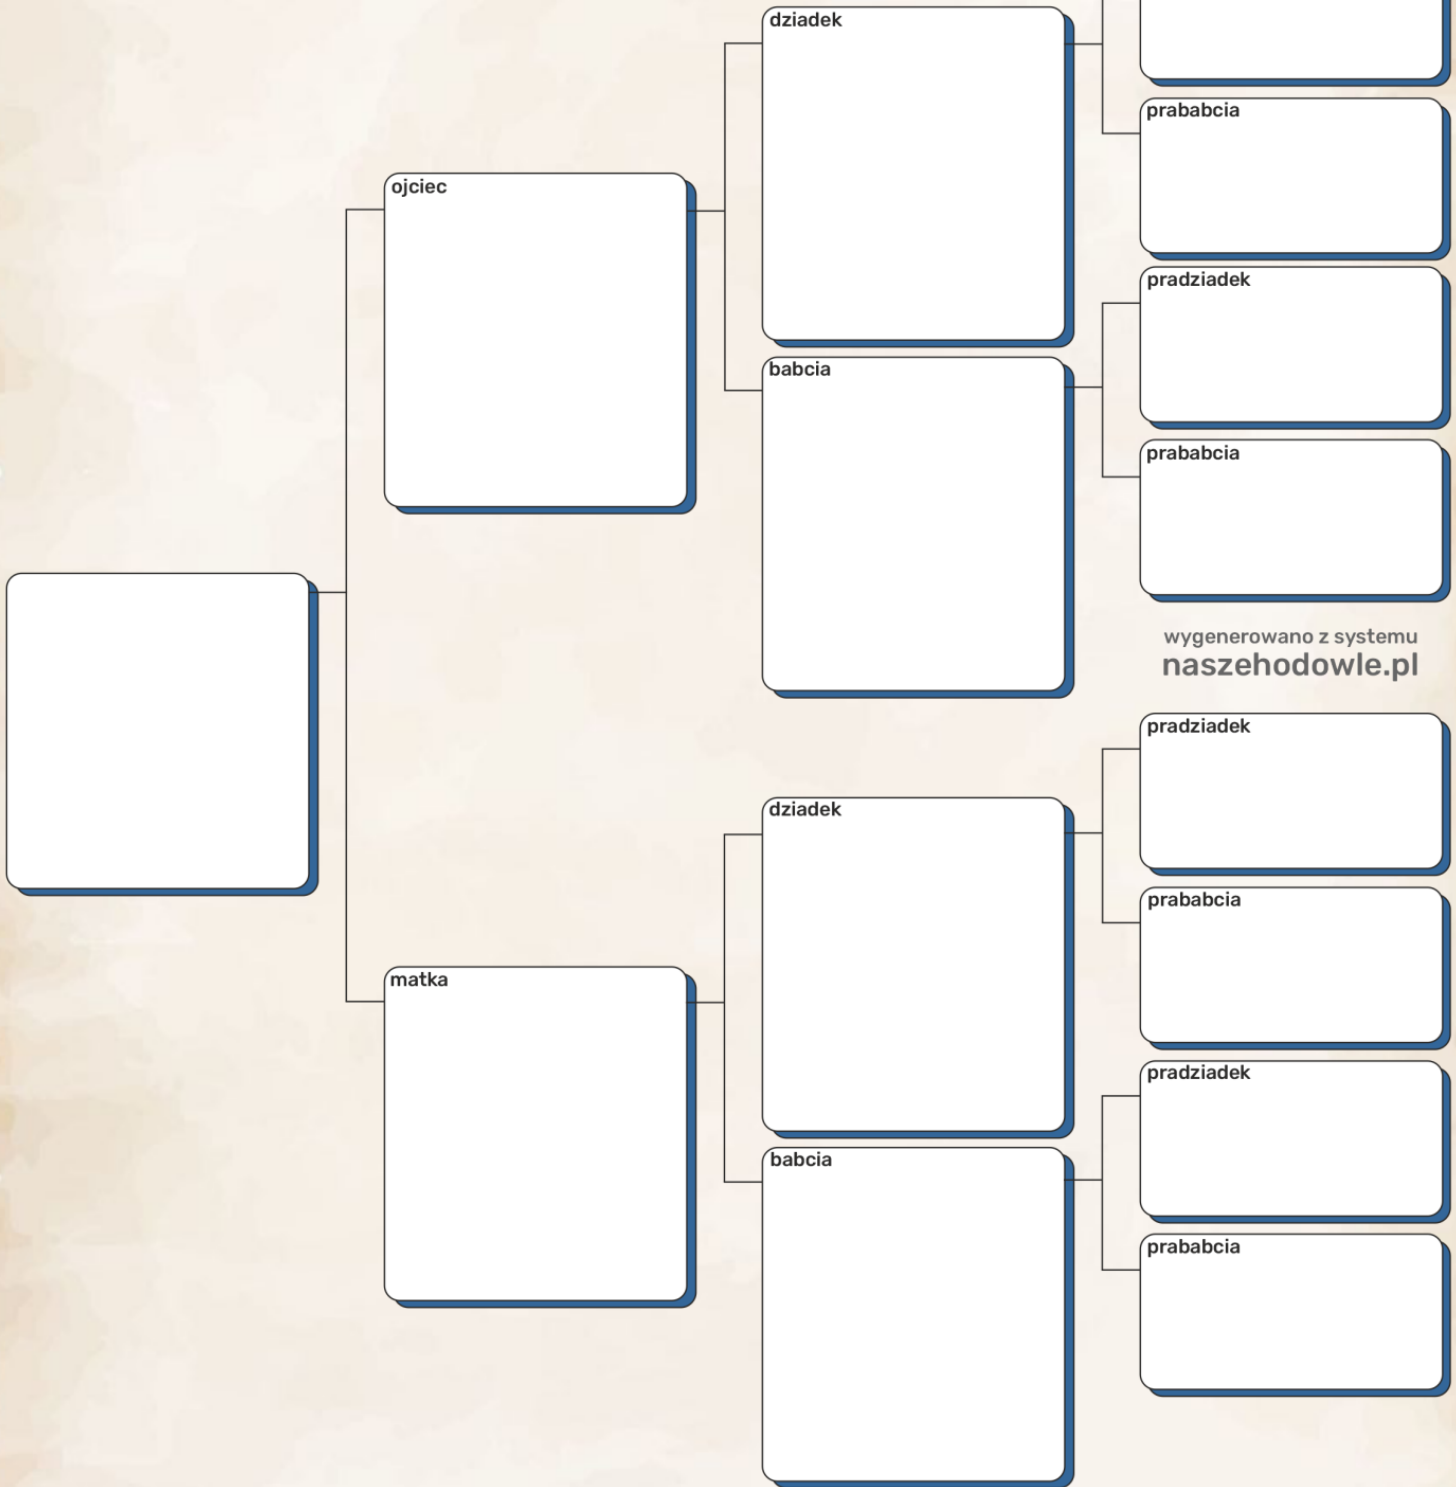 dziadek
prababcia
ojciec
pradziadek
babcia
prababcia
wygenerowano z systemu
naszehodowle.pl
pradziadek
dziadek
prababcia
matka
pradziadek
babcia
prababcia